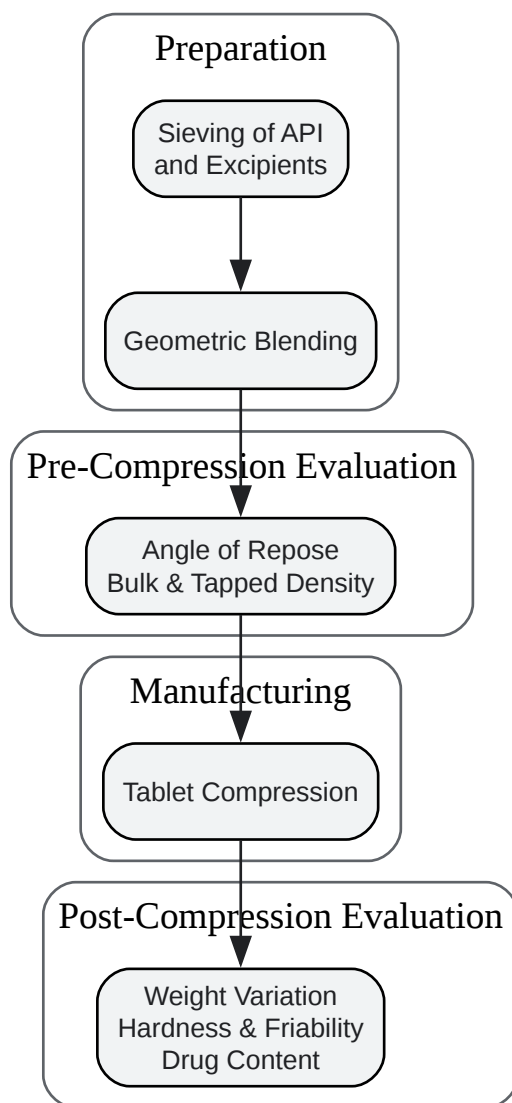 Preparation
Sieving of API
and Excipients
Geometric Blending
Pre-Compression Evaluation
Angle of Repose
Bulk & Tapped Density
Manufacturing
Tablet Compression
Post-Compression Evaluation
Weight Variation
Hardness & Friability
Drug Content